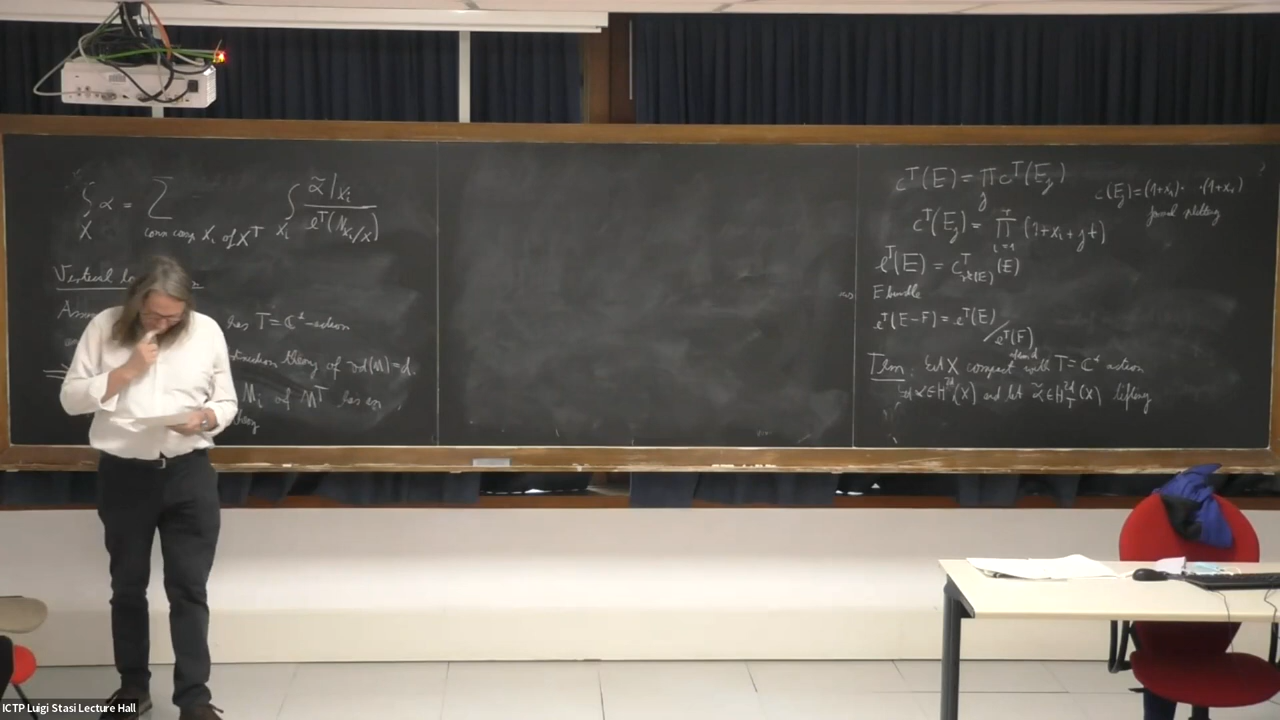 ∫_X α = Σ_{conn comp X_i of X^T} ∫_{X_i} α̃|_{X_i} / e^T(N_{X_i/X})
Vertical lo
Assum has T = ℂ*-action
obstruction theory of vd(M)=d.
M_i of M^T has an
c^T(E) = ∏_j c^T(E_j)
c(E_j) = (1+x_1)· ·(1+x_r)
formal splitting
c^T(E_j) = ∏_{i=1}^r (1+x_i+jt)
e^T(E) = c^T_{rk(E)}(E)
E bundle
e^T(E-F) = e^T(E)/e^T(F)
Thm: Let X compact with T = ℂ* action
Let α∈H^{2d}(X) and let α̃∈H_T^{2d}(X) lifting
ICTP Luigi Stasi Lecture Hall